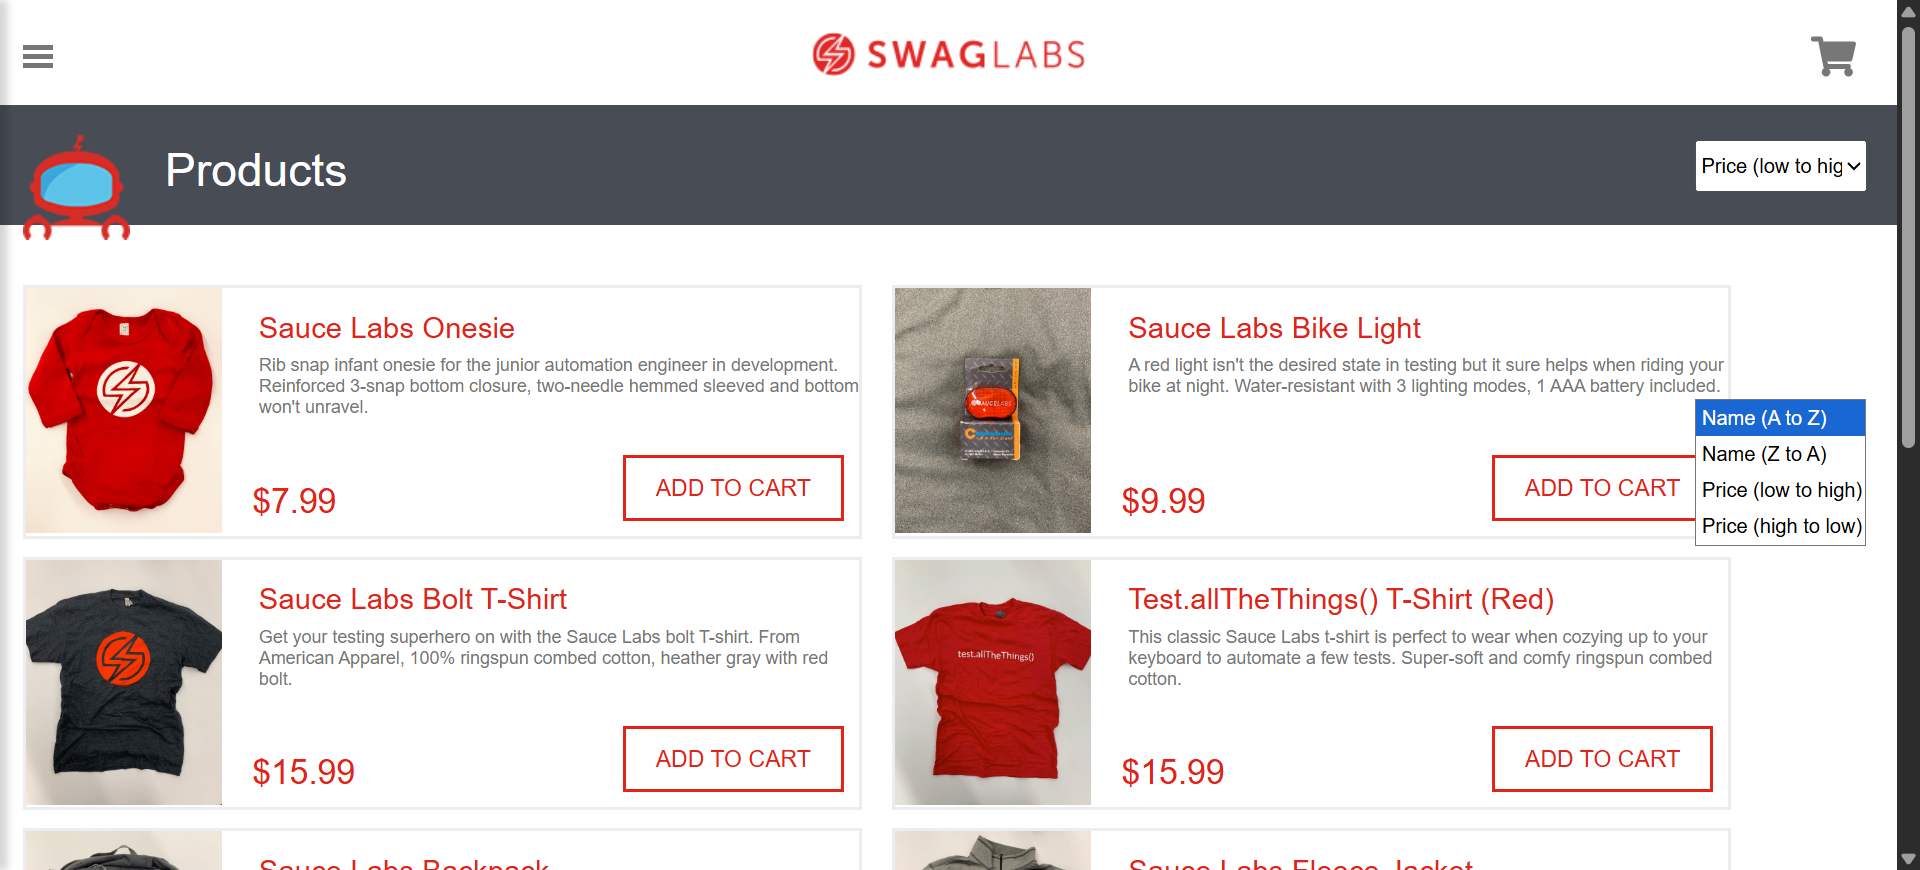 SWAGLABS
Products
Price (low to hig
Sauce Labs Onesie
Rib snap infant onesie for the junior automation engineer in development.
Reinforced 3-snap bottom closure, two-needle hemmed sleeved and bottom
won't unravel.
$7.99
ADD TO CART
Sauce Labs Bike Light
A red light isn't the desired state in testing but it sure helps when riding your
bike at night. Water-resistant with 3 lighting modes, 1 AAA battery included.
$9.99
ADD TO CART
SAUCELABS
Name (A to Z)
Name (Z to A)
Price (low to high)
Price (high to low)
Sauce Labs Bolt T-Shirt
Get your testing superhero on with the Sauce Labs bolt T-shirt. From
American Apparel, 100% ringspun combed cotton, heather gray with red
bolt.
$15.99
ADD TO CART
Test.allTheThings() T-Shirt (Red)
This classic Sauce Labs t-shirt is perfect to wear when cozying up to your
keyboard to automate a few tests. Super-soft and comfy ringspun combed
cotton.
test.allTheThings()
$15.99
ADD TO CART
Sauce Labs Backpack
Sauce Labs Fleece Jacket